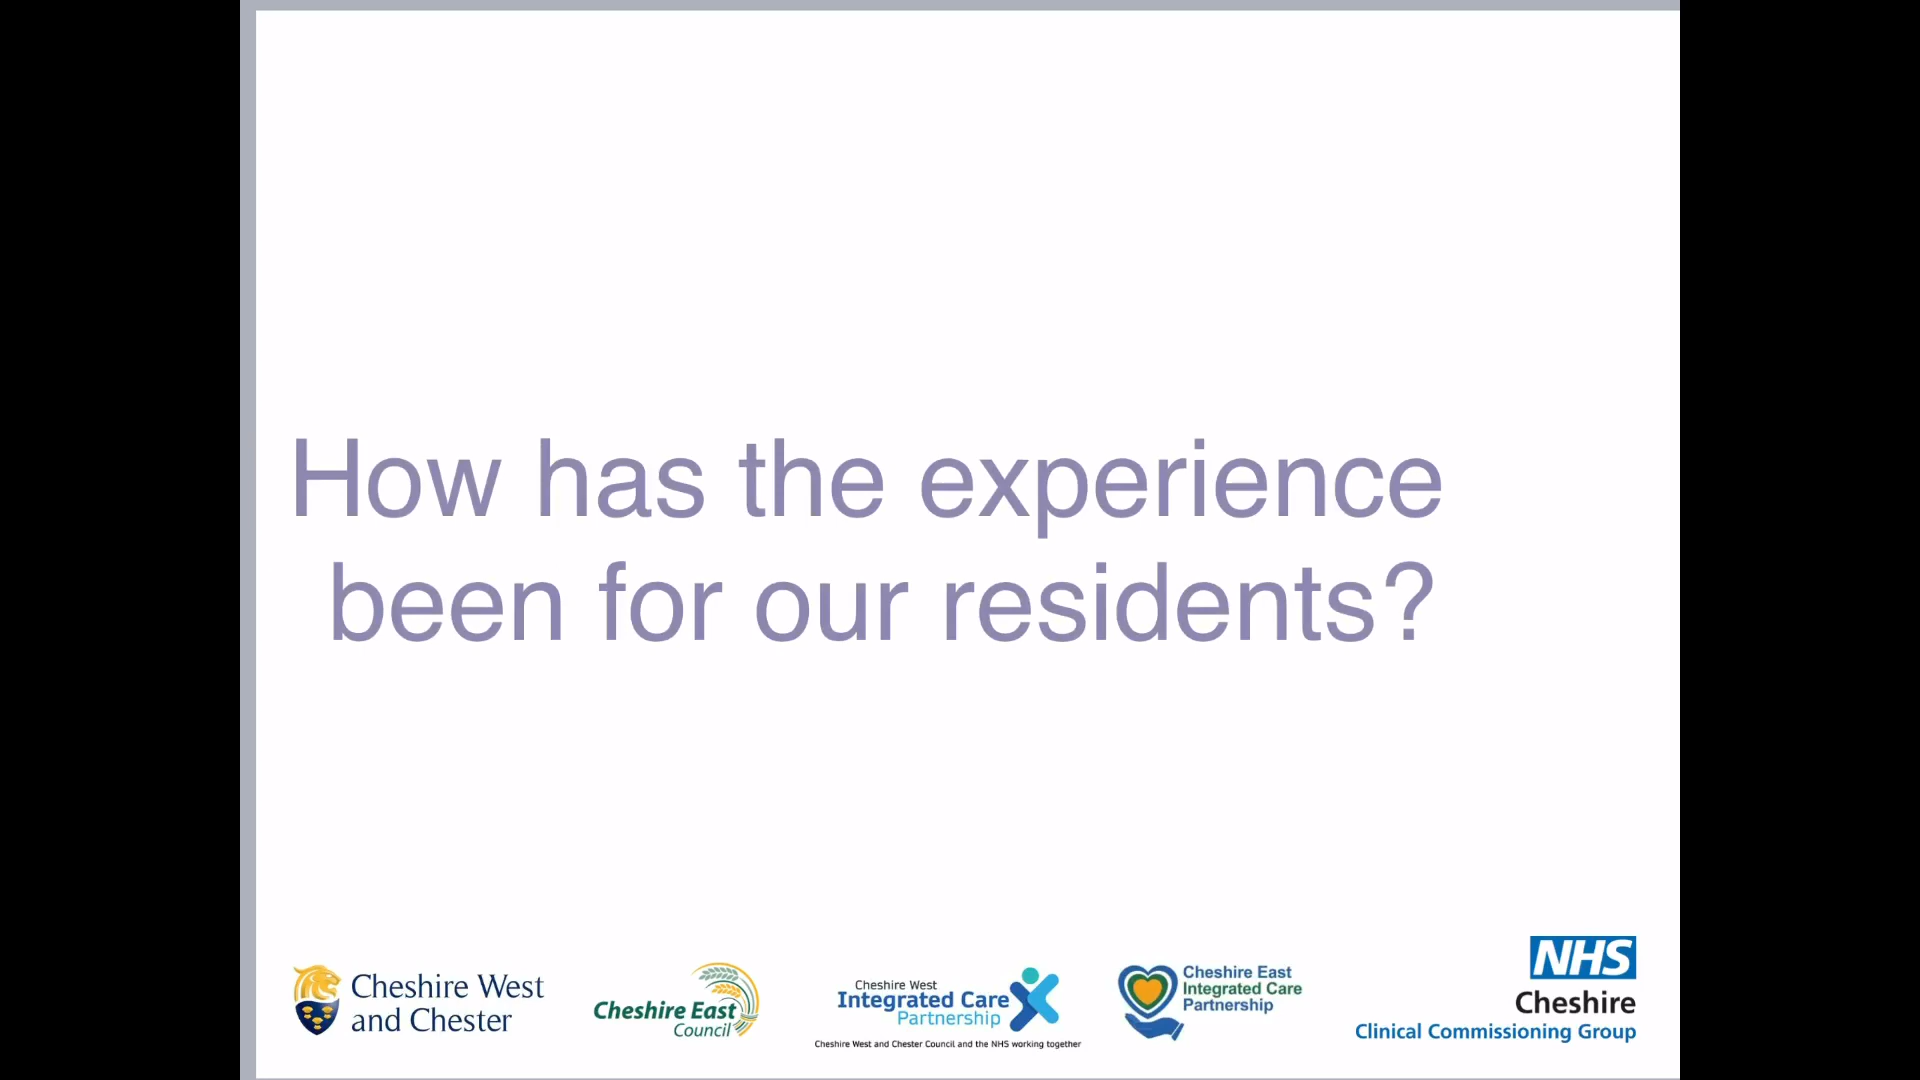 How has the experience
been for our residents?
Cheshire West
and Chester
Cheshire East
Council
Cheshire West
Integrated Care
Partnership
Cheshire West and Chester Council and the NHS working together
Cheshire East
Integrated Care
Partnership
NHS
Cheshire
Clinical Commissioning Group